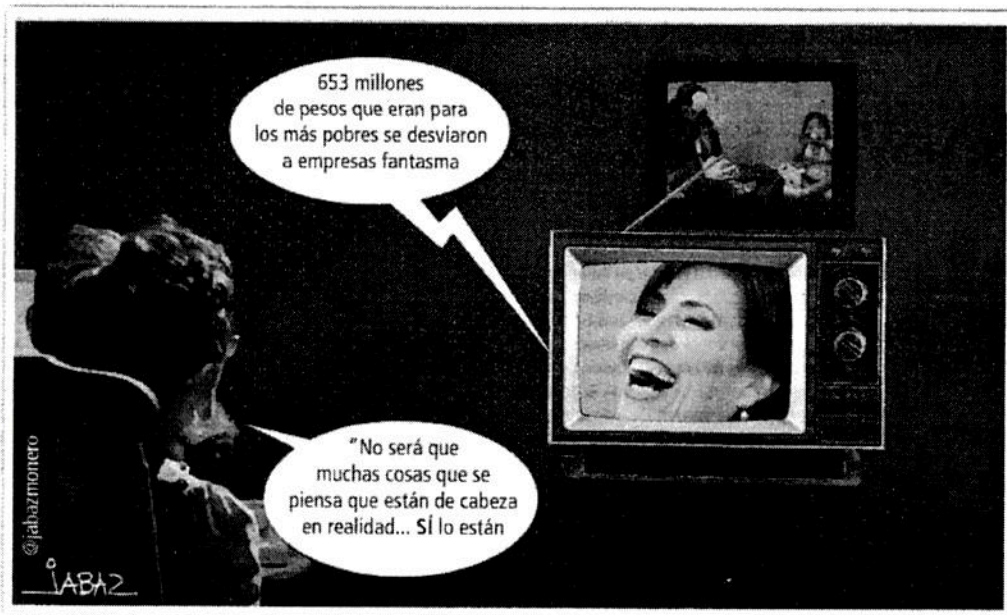 653 millones
de pesos que eran para
los más pobres se desviaron
a empresas fantasma
"No será que
muchas cosas que se
piensa que están de cabeza
en realidad... SÍ lo están
@jabazmonero
JABAZ